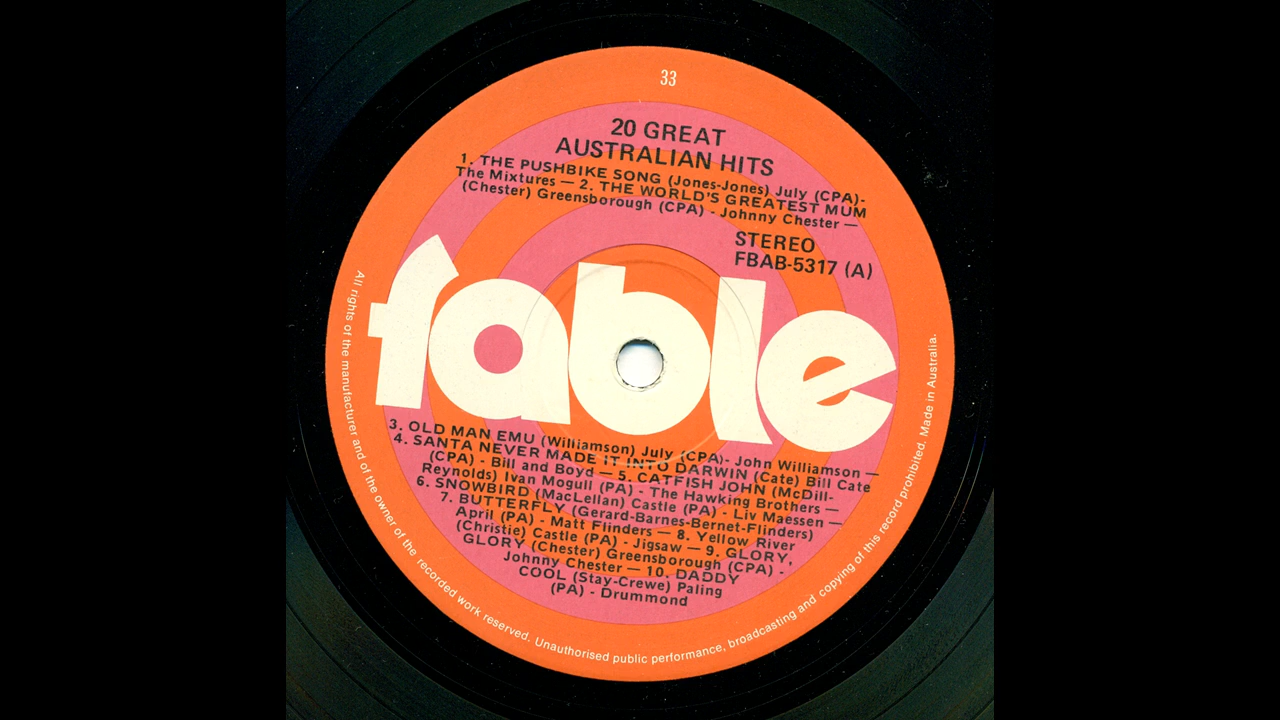 33
20 GREAT
AUSTRALIAN HITS
1. THE PUSHBIKE SONG (Jones-Jones) July (CPA)-
The Mixtures — 2. THE WORLD'S GREATEST MUM
(Chester) Greensborough (CPA) - Johnny Chester —
STEREO
FBAB-5317 (A)
fable
3. OLD MAN EMU (Williamson) July (CPA)- John Williamson —
4. SANTA NEVER MADE IT INTO DARWIN (Cate) Bill Cate
(CPA) - Bill and Boyd — 5. CATFISH JOHN (McDill-
Reynolds) Ivan Mogull (PA) - The Hawking Brothers —
6. SNOWBIRD (MacLellan) Castle (PA) - Liv Maessen —
7. BUTTERFLY (Gerard-Barnes-Bernet-Flinders)
April (PA) - Matt Flinders — 8. Yellow River
(Christie) Castle (PA) - Jigsaw — 9. GLORY,
GLORY (Chester) Greensborough (CPA) -
Johnny Chester — 10. DADDY
COOL (Stay-Crewe) Paling
(PA) - Drummond
All rights of the manufacturer and of the owner of the recorded work reserved. Unauthorised public performance, broadcasting and copying of this record prohibited. Made in Australia.